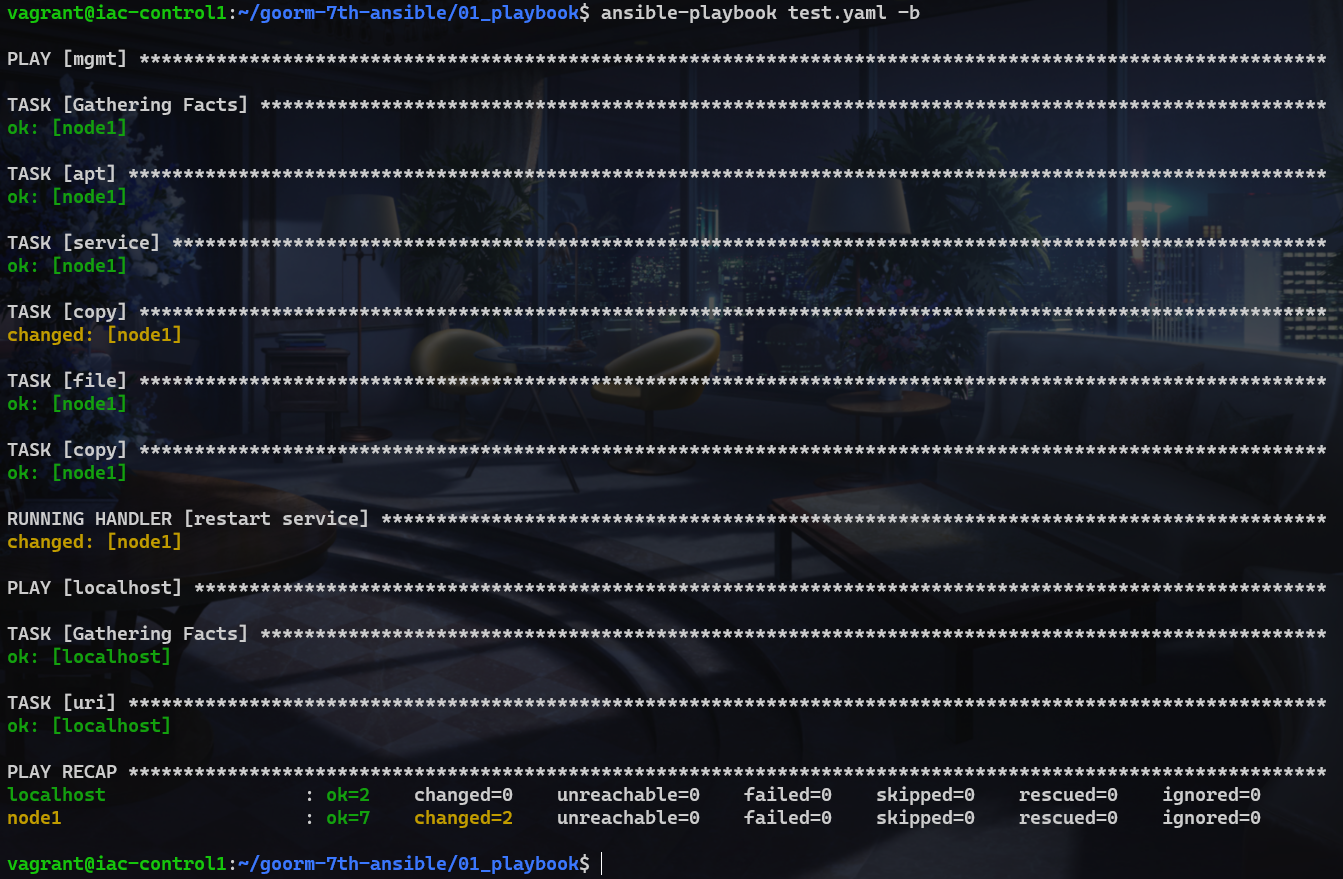 vagrant@iac-control1:~/goorm-7th-ansible/01_playbook$ ansible-playbook test.yaml -b
PLAY [mgmt] ************************************************************************************************************
TASK [Gathering Facts] *************************************************************************************************
ok: [node1]
TASK [apt] *************************************************************************************************************
ok: [node1]
TASK [service] *********************************************************************************************************
ok: [node1]
TASK [copy] ************************************************************************************************************
changed: [node1]
TASK [file] ************************************************************************************************************
ok: [node1]
TASK [copy] ************************************************************************************************************
ok: [node1]
RUNNING HANDLER [restart service] **************************************************************************************
changed: [node1]
PLAY [localhost] *******************************************************************************************************
TASK [Gathering Facts] *************************************************************************************************
ok: [localhost]
TASK [uri] *************************************************************************************************************
ok: [localhost]
PLAY RECAP *************************************************************************************************************
localhost                  : ok=2    changed=0    unreachable=0    failed=0    skipped=0    rescued=0    ignored=0
node1                      : ok=7    changed=2    unreachable=0    failed=0    skipped=0    rescued=0    ignored=0
vagrant@iac-control1:~/goorm-7th-ansible/01_playbook$